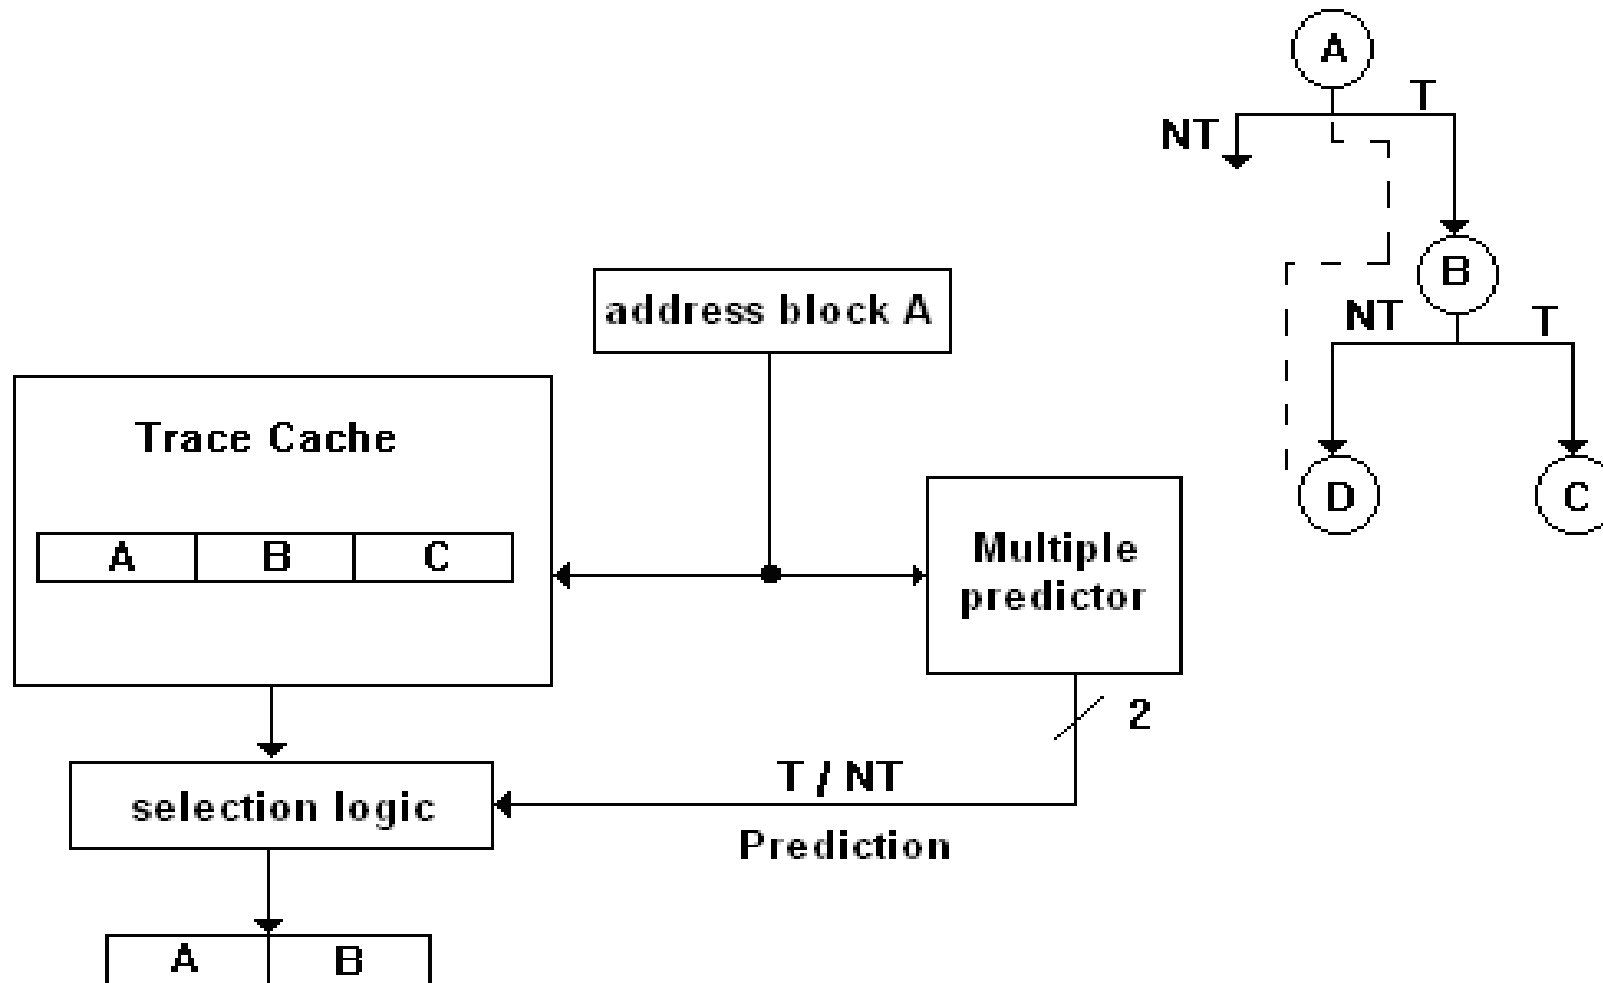 A
T
NT
B
address block A
NT
T
Trace Cache
D
C
A B C
Multiple
predictor
2
T / NT
selection logic
Prediction
A B